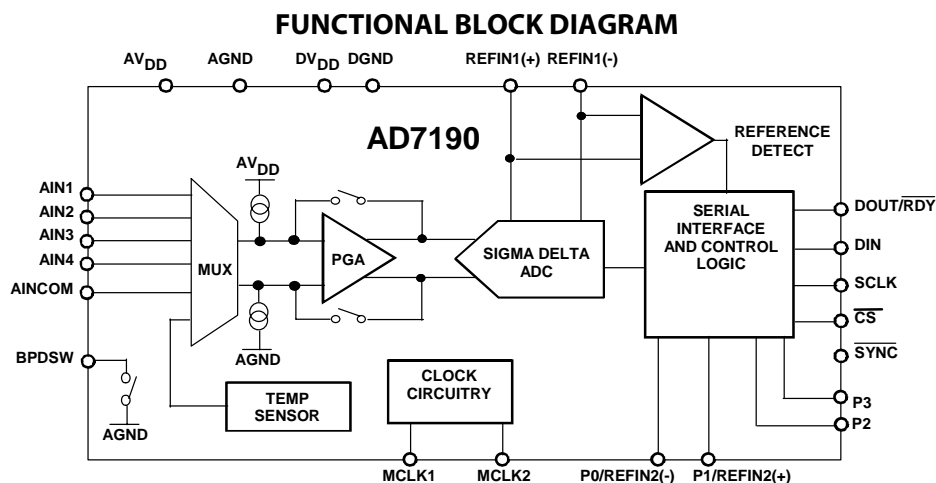 FUNCTIONAL BLOCK DIAGRAM
AVDD
AGND
DVDD
DGND
REFIN1(+)
REFIN1(-)
AD7190
REFERENCE
DETECT
AVDD
AIN1
AIN2
AIN3
AIN4
AINCOM
MUX
PGA
SIGMA DELTA
ADC
SERIAL
INTERFACE
AND CONTROL
LOGIC
DOUT/RDY
DIN
SCLK
CS
SYNC
P3
P2
BPDSW
AGND
AGND
TEMP
SENSOR
CLOCK
CIRCUITRY
MCLK1
MCLK2
P0/REFIN2(-)
P1/REFIN2(+)